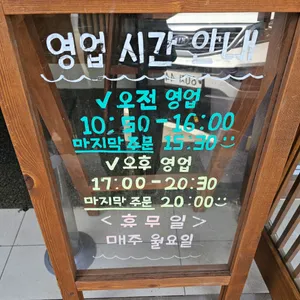 영업 시간 안내
✓ 오전 영업
10:50 - 16:00
마지막 주문 15:30
✓ 오후 영업
17:00 - 20:30
마지막 주문 20:00
< 휴 무 일 >
매주 월요일